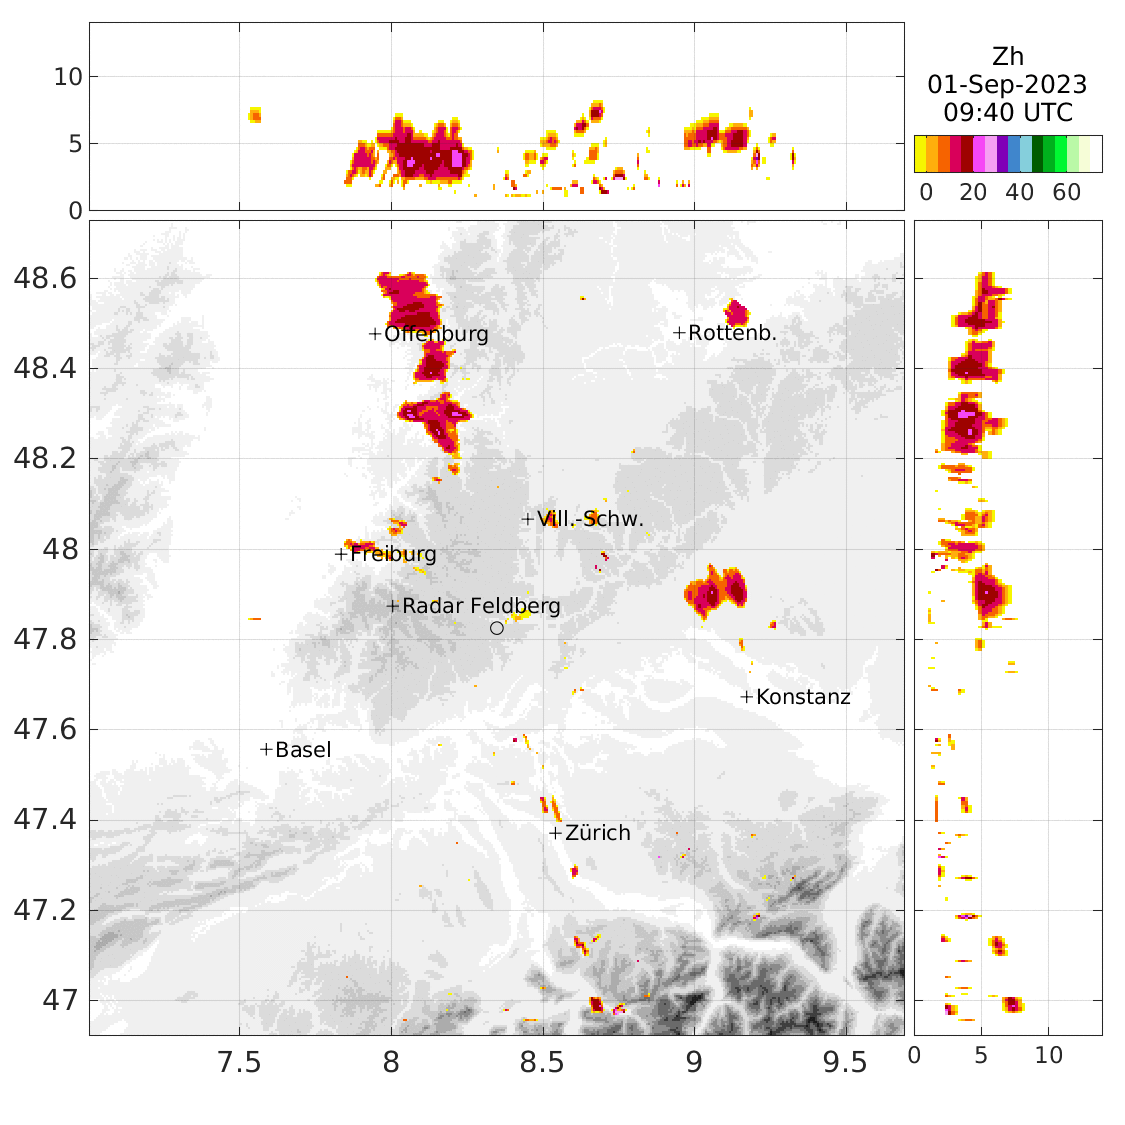 10
5
0
Zh
01-Sep-2023
09:40 UTC
0 20 40 60
48.6
48.4
48.2
48
47.8
47.6
47.4
47.2
47
+Offenburg
+Rottenb.
+Vill.-Schw.
+Freiburg
+Radar Feldberg
+Konstanz
+Basel
+Zürich
7.5 8 8.5 9 9.5
0 5 10